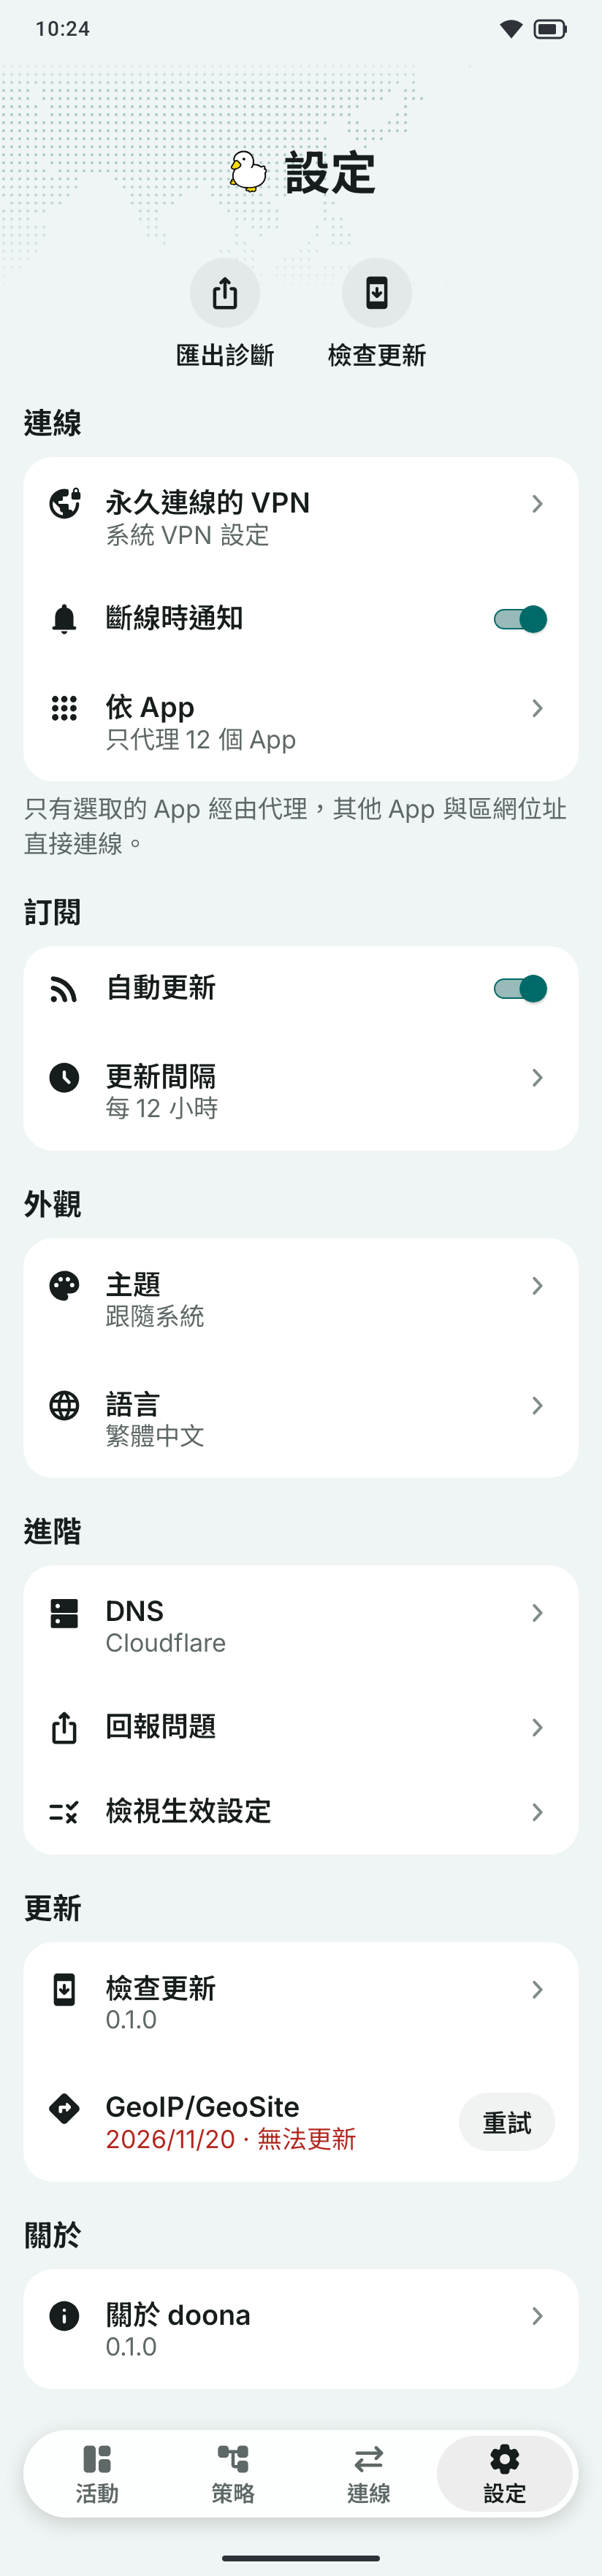 10:24
設定
匯出診斷
檢查更新
連線
永久連線的 VPN
系統 VPN 設定
斷線時通知
依 App
只代理 12 個 App
只有選取的 App 經由代理，其他 App 與區網位址
直接連線。
訂閱
自動更新
更新間隔
每 12 小時
外觀
主題
跟隨系統
語言
繁體中文
進階
DNS
Cloudflare
回報問題
檢視生效設定
更新
檢查更新
0.1.0
GeoIP/GeoSite
2026/11/20 · 無法更新
重試
關於
關於 doona
0.1.0
活動
策略
連線
設定